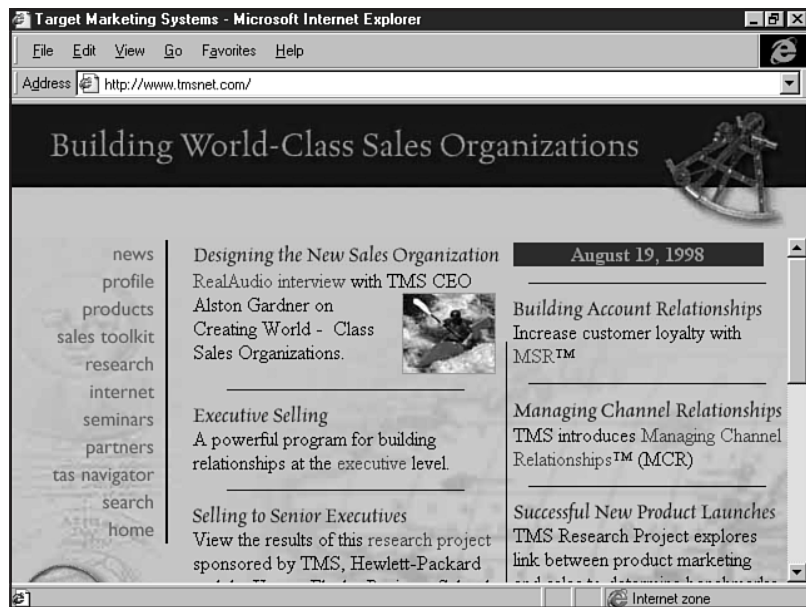 Target Marketing Systems - Microsoft Internet Explorer
File Edit View Go Favorites Help
Address http://www.tmsnet.com/
Building World-Class Sales Organizations
news
profile
products
sales toolkit
research
internet
seminars
partners
tas navigator
search
home
Designing the New Sales Organization
RealAudio interview with TMS CEO
Alston Gardner on
Creating World - Class
Sales Organizations.
Executive Selling
A powerful program for building
relationships at the executive level.
Selling to Senior Executives
View the results of this research project
sponsored by TMS, Hewlett-Packard
August 19, 1998
Building Account Relationships
Increase customer loyalty with
MSR™
Managing Channel Relationships
TMS introduces Managing Channel
Relationships™ (MCR)
Successful New Product Launches
TMS Research Project explores
link between product marketing
Internet zone